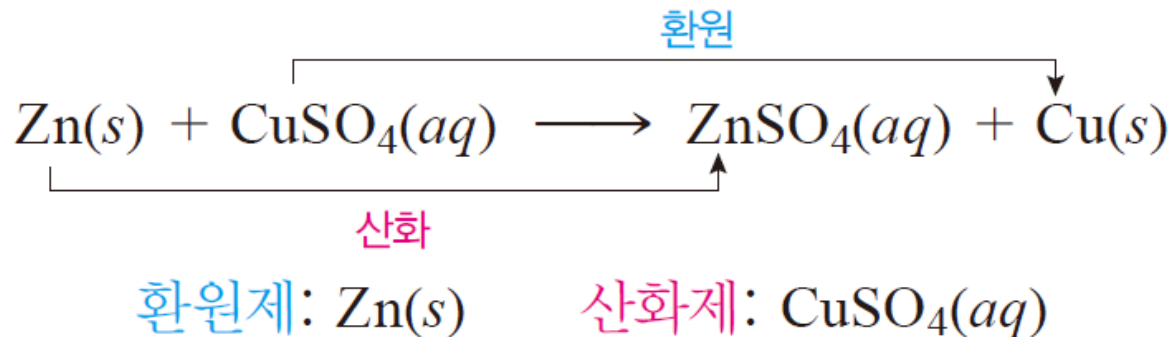 환원
Zn(s) + CuSO₄(aq) ⟶ ZnSO₄(aq) + Cu(s)
산화
환원제: Zn(s) 산화제: CuSO₄(aq)